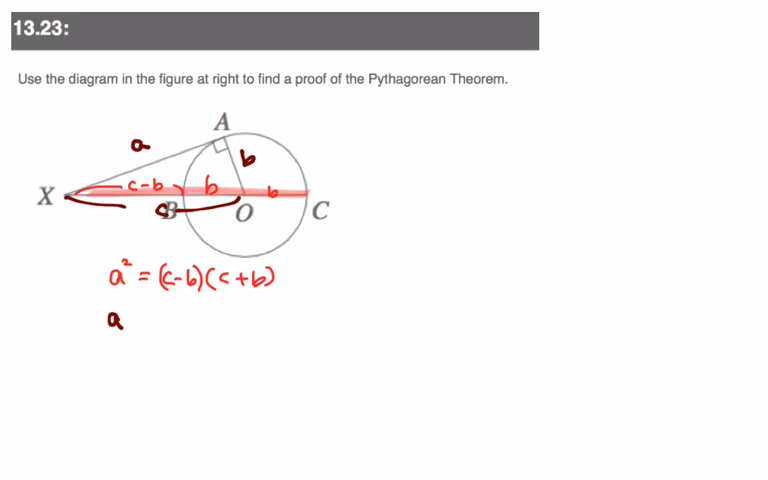 13.23:
Use the diagram in the figure at right to find a proof of the Pythagorean Theorem.
A
a
b
X
c-b
b
b
B
c
O
C
a² = (c-b)(c+b)
a